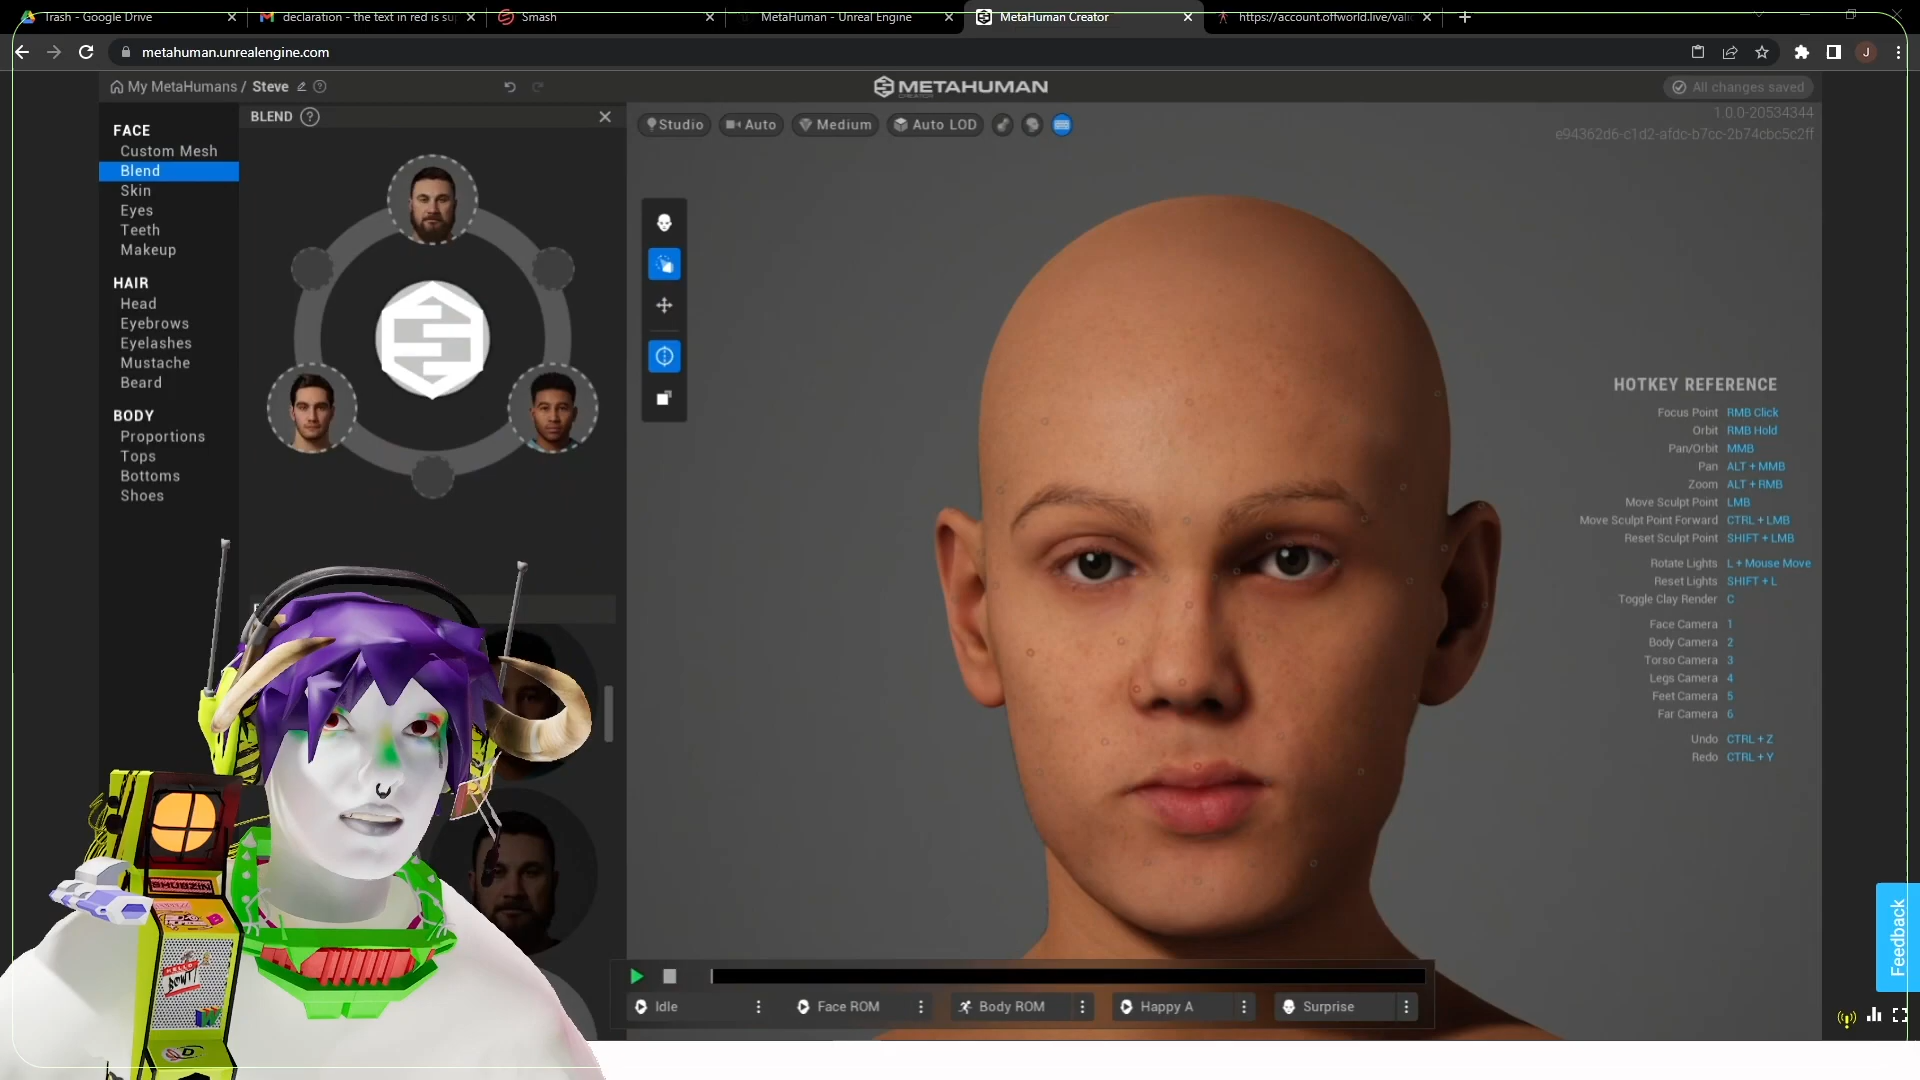 Trash - Google Drive
declaration - the text in red is sup
Smash
MetaHuman - Unreal Engine
MetaHuman Creator
https://account.offworld.live/valid
metahuman.unrealengine.com
J
My MetaHumans / Steve
METAHUMAN
CREATOR
All changes saved
FACE
Custom Mesh
Blend
Skin
Eyes
Teeth
Makeup
HAIR
Head
Eyebrows
Eyelashes
Mustache
Beard
BODY
Proportions
Tops
Bottoms
Shoes
BLEND
Studio
Auto
Medium
Auto LOD
1.0.0-20534344
e94362d6-c1d2-afdc-b7cc-2b74cbc5c2ff
HOTKEY REFERENCE
Focus Point RMB Click
Orbit RMB Hold
Pan/Orbit MMB
Pan ALT + MMB
Zoom ALT + RMB
Move Sculpt Point LMB
Move Sculpt Point Forward CTRL + LMB
Reset Sculpt Point SHIFT + LMB
Rotate Lights L + Mouse Move
Reset Lights SHIFT + L
Toggle Clay Render C
Face Camera 1
Body Camera 2
Torso Camera 3
Legs Camera 4
Feet Camera 5
Far Camera 6
Undo CTRL + Z
Redo CTRL + Y
Feedback
Idle
Face ROM
Body ROM
Happy A
Surprise
SHUBZIN
HELLO
BOWT!
D